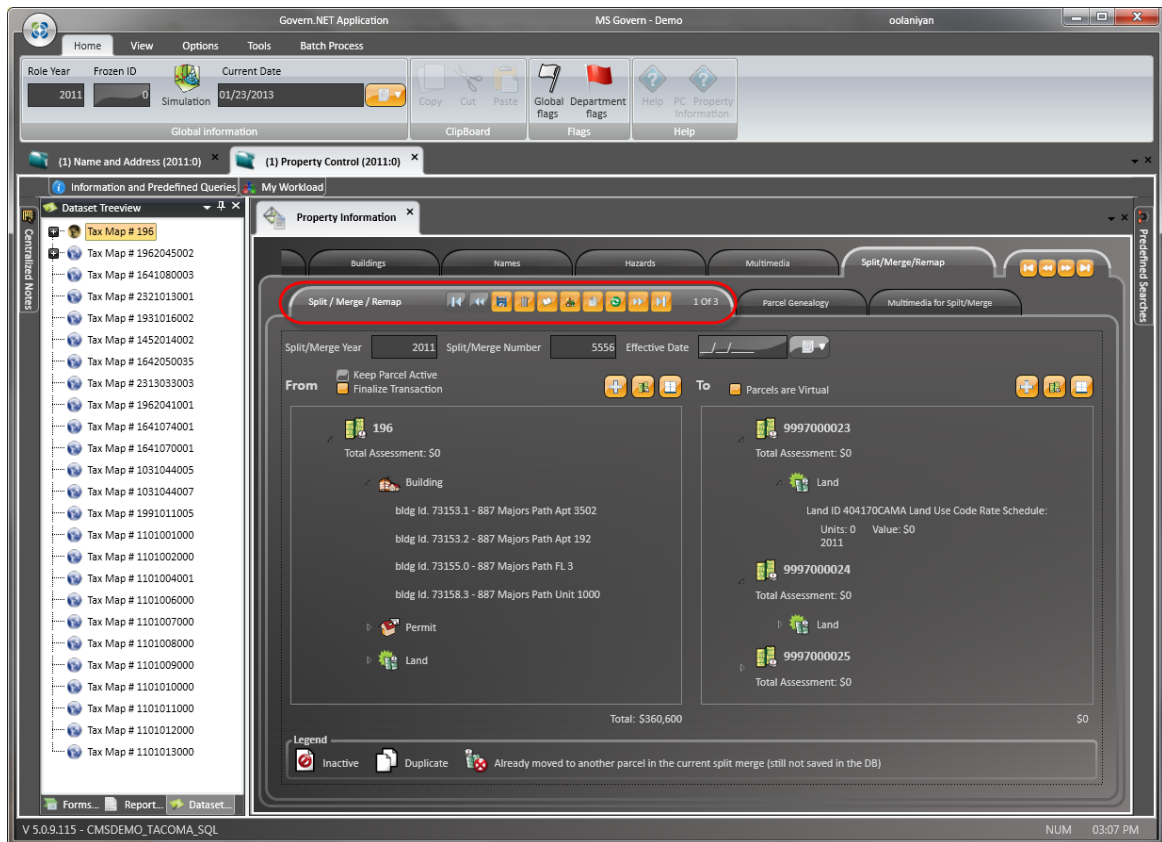 Govern.NET Application MS Govern - Demo oolaniyan
Home View Options Tools Batch Process
Role Year Frozen ID Current Date
2011 0 Simulation 01/23/2013
Copy Cut Paste Global flags Department flags Help PC Property Information
Global information ClipBoard Flags Help
(1) Name and Address (2011:0) (1) Property Control (2011:0)
Information and Predefined Queries My Workload
Centralized Notes
Dataset Treeview
Tax Map # 196
Tax Map # 1962045002
Tax Map # 1641080003
Tax Map # 2321013001
Tax Map # 1931016002
Tax Map # 1452014002
Tax Map # 1642050035
Tax Map # 2313033003
Tax Map # 1962041001
Tax Map # 1641074001
Tax Map # 1641070001
Tax Map # 1031044005
Tax Map # 1031044007
Tax Map # 1991011005
Tax Map # 1101001000
Tax Map # 1101002000
Tax Map # 1101004001
Tax Map # 1101006000
Tax Map # 1101007000
Tax Map # 1101008000
Tax Map # 1101009000
Tax Map # 1101010000
Tax Map # 1101011000
Tax Map # 1101012000
Tax Map # 1101013000
Forms... Report... Dataset...
Property Information
Predefined Searches
Buildings Names Hazards Multimedia Split/Merge/Remap
Split / Merge / Remap 1 Of 3 Parcel Genealogy Multimedia for Spilt/Merge
Split/Merge Year 2011 Split/Merge Number 5556 Effective Date __/__/____
From
Keep Parcel Active
Finalize Transaction
To
Parcels are Virtual
196
Total Assessment: $0
Building
bldg Id. 73153.1 - 887 Majors Path Apt 3502
bldg Id. 73153.2 - 887 Majors Path Apt 192
bldg Id. 73155.0 - 887 Majors Path FL 3
bldg Id. 73158.3 - 887 Majors Path Unit 1000
Permit
Land
Total: $360,600
9997000023
Total Assessment: $0
Land
Land ID 404170CAMA Land Use Code Rate Schedule:
Units: 0 Value: $0
2011
9997000024
Total Assessment: $0
Land
9997000025
Total Assessment: $0
$0
Legend
Inactive Duplicate Already moved to another parcel in the current split merge (still not saved in the DB)
V 5.0.9.115 - CMSDEMO_TACOMA_SQL NUM 03:07 PM